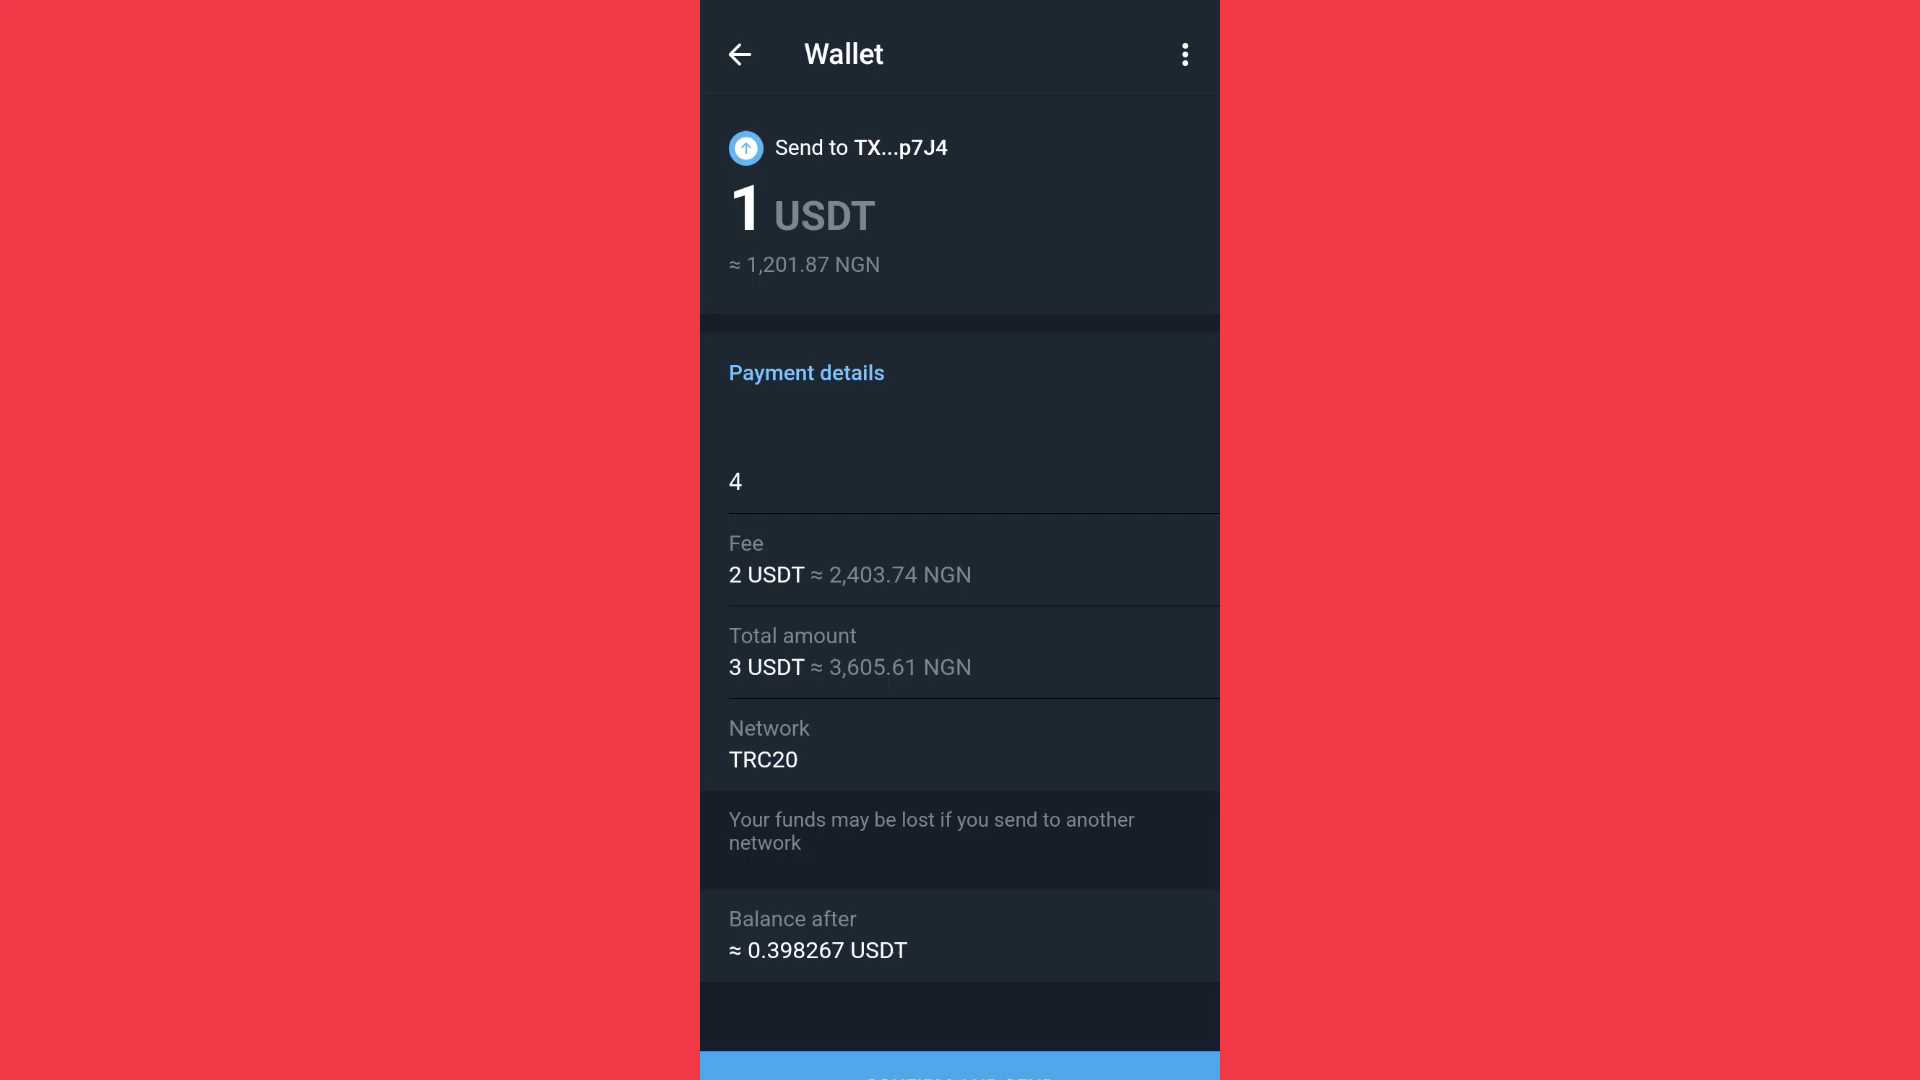 Wallet
Send to TX...p7J4
1 USDT
≈ 1,201.87 NGN
Payment details
4
Fee
2 USDT ≈ 2,403.74 NGN
Total amount
3 USDT ≈ 3,605.61 NGN
Network
TRC20
Your funds may be lost if you send to another
network
Balance after
≈ 0.398267 USDT